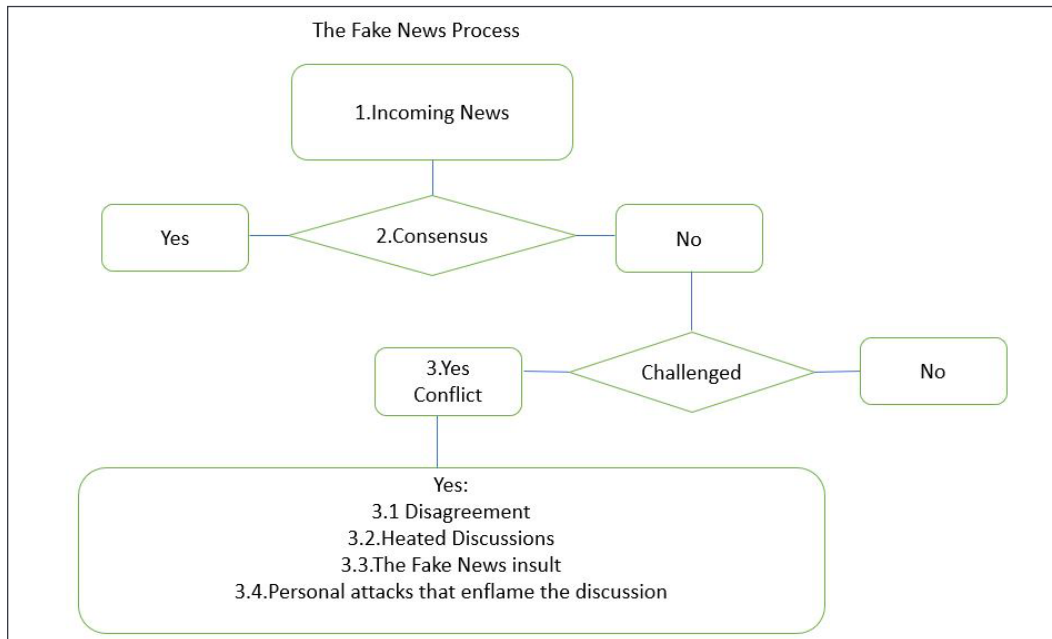 The Fake News Process
1.Incoming News
Yes
2.Consensus
No
3.Yes
Conflict
Challenged
No
Yes:
3.1 Disagreement
3.2.Heated Discussions
3.3.The Fake News insult
3.4.Personal attacks that enflame the discussion